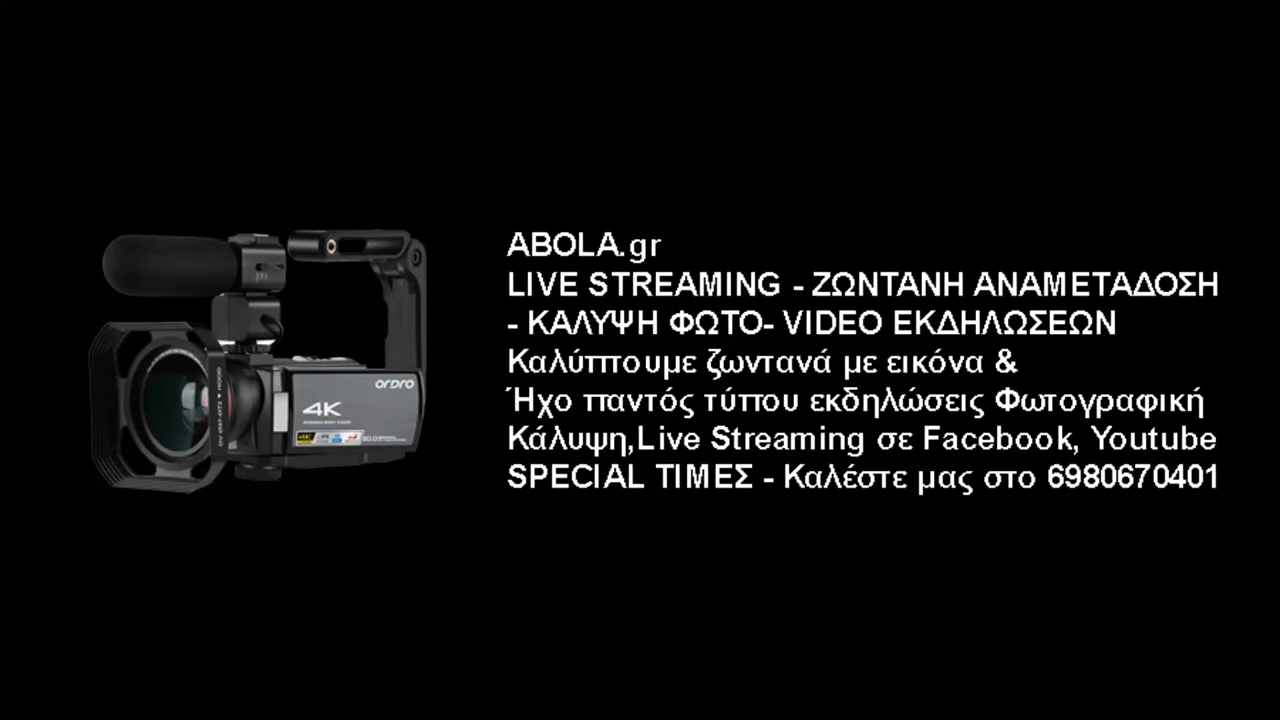 ABOLA.gr
LIVE STREAMING - ΖΩΝΤΑΝΗ ΑΝΑΜΕΤΑΔΟΣΗ
- ΚΑΛΥΨΗ ΦΩΤΟ- VIDEO ΕΚΔΗΛΩΣΕΩΝ
Καλύπτουμε ζωντανά με εικόνα &
Ήχο παντός τύπου εκδηλώσεις Φωτογραφική
Κάλυψη,Live Streaming σε Facebook, Youtube
SPECIAL TIMEΣ - Καλέστε μας στο 6980670401
ORDRO
4K